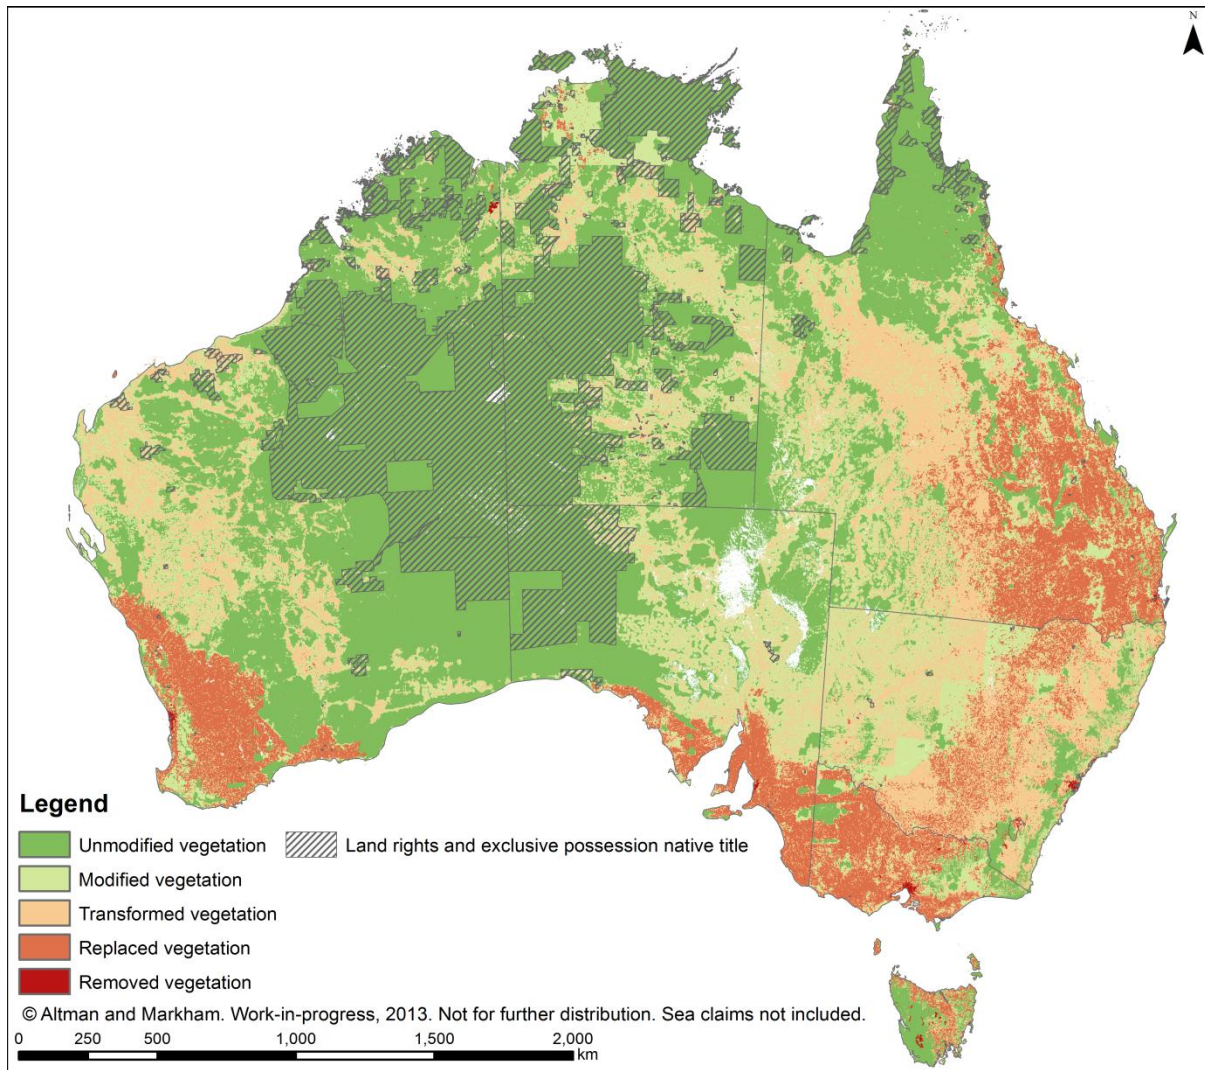 N
Legend
Unmodified vegetation
Land rights and exclusive possession native title
Modified vegetation
Transformed vegetation
Replaced vegetation
Removed vegetation
© Altman and Markham. Work-in-progress, 2013. Not for further distribution. Sea claims not included.
0 250 500 1,000 1,500 2,000
km